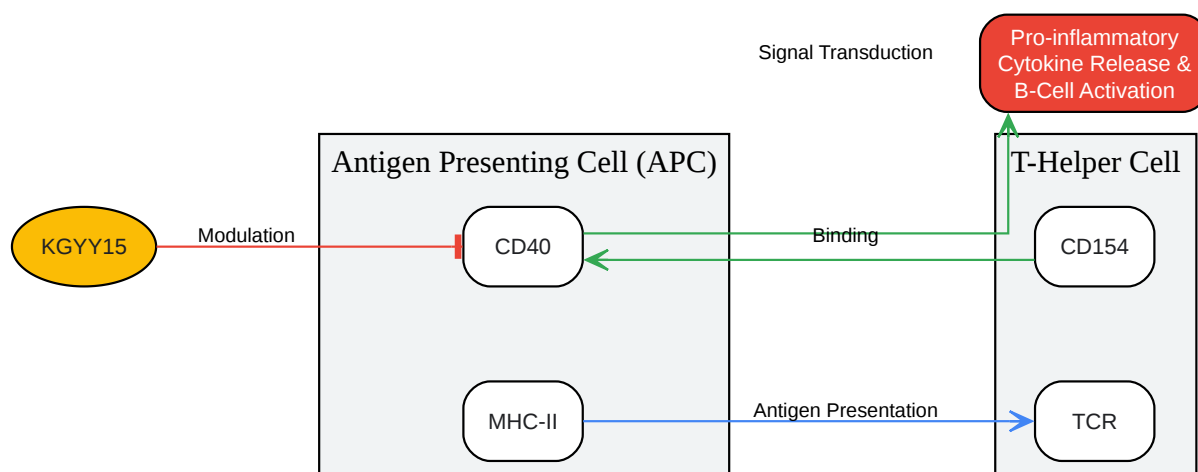 Signal Transduction
Pro-inflammatory
Cytokine Release &
B-Cell Activation
Antigen Presenting Cell (APC)
T-Helper Cell
KGYY15
Modulation
CD40
Binding
CD154
MHC-II
Antigen Presentation
TCR